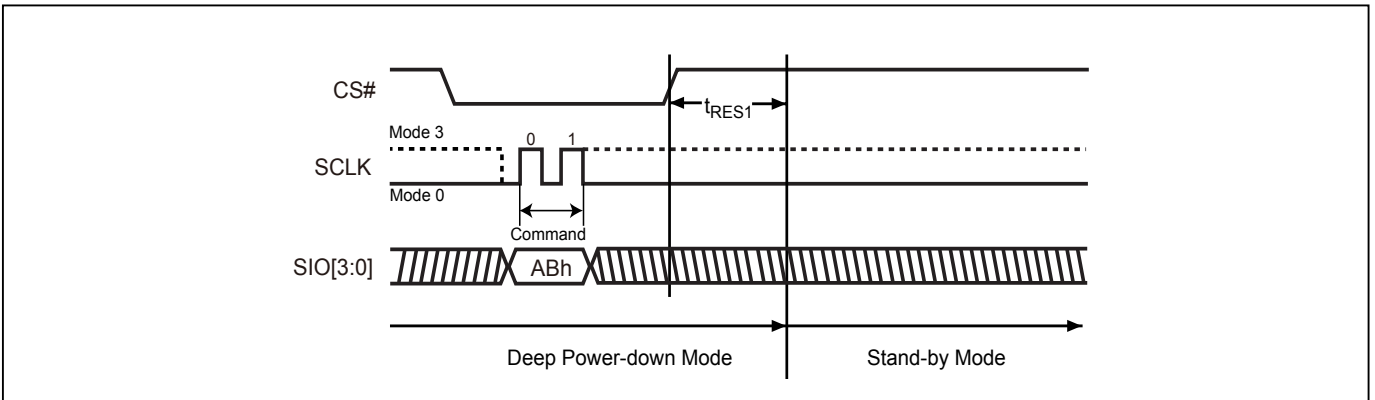 CS#
tRES1
Mode 3
0 1
SCLK
Mode 0
Command
SIO[3:0]
ABh
Deep Power-down Mode
Stand-by Mode